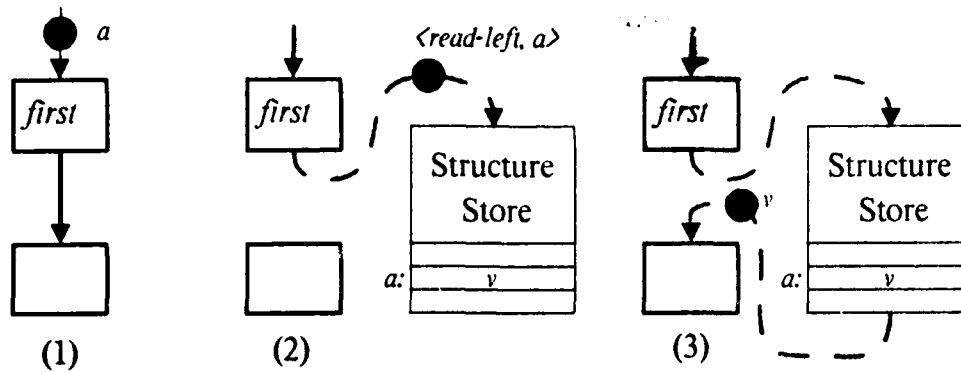 a
first
(1)
<read-left, a>
first
Structure
Store
a:
v
(2)
first
v
Structure
Store
a:
v
(3)